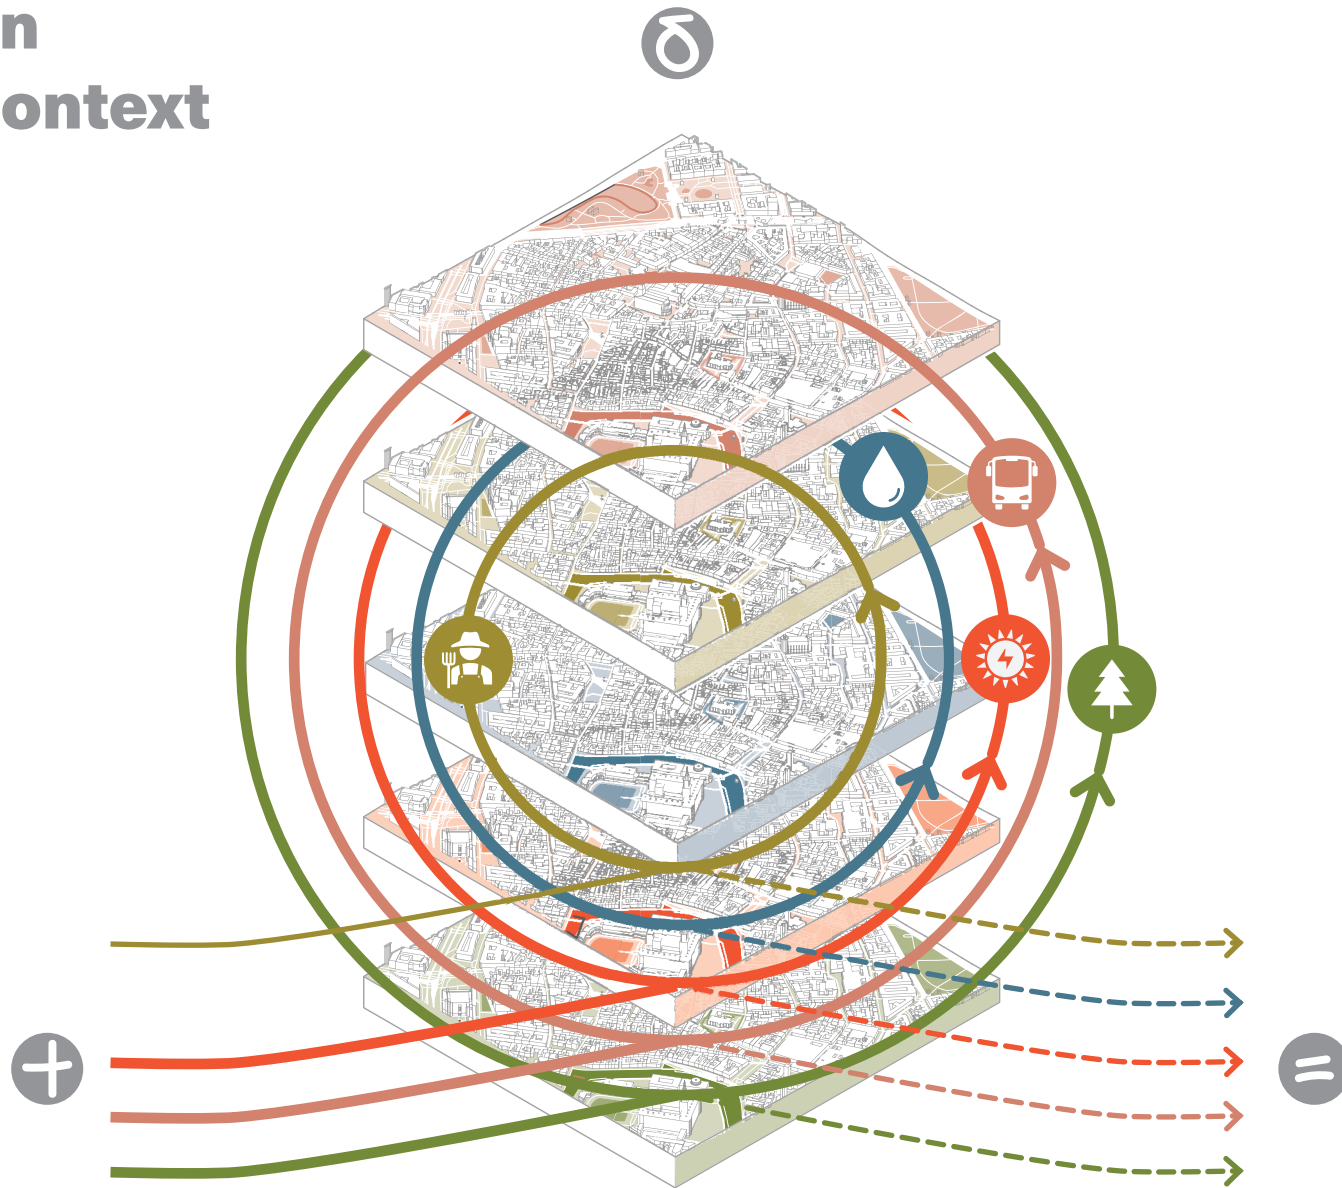 n
ontext
δ
+
=